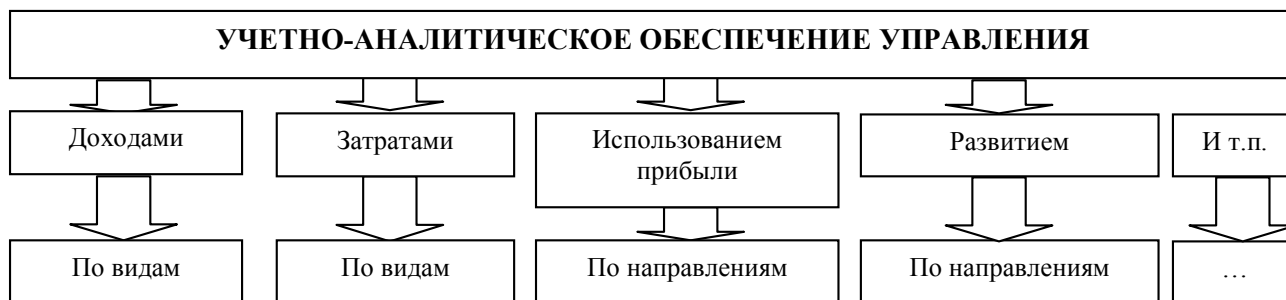 УЧЕТНО-АНАЛИТИЧЕСКОЕ ОБЕСПЕЧЕНИЕ УПРАВЛЕНИЯ
Доходами
Затратами
Использованием
прибыли
Развитием
И т.п.
По видам
По видам
По направлениям
По направлениям
…